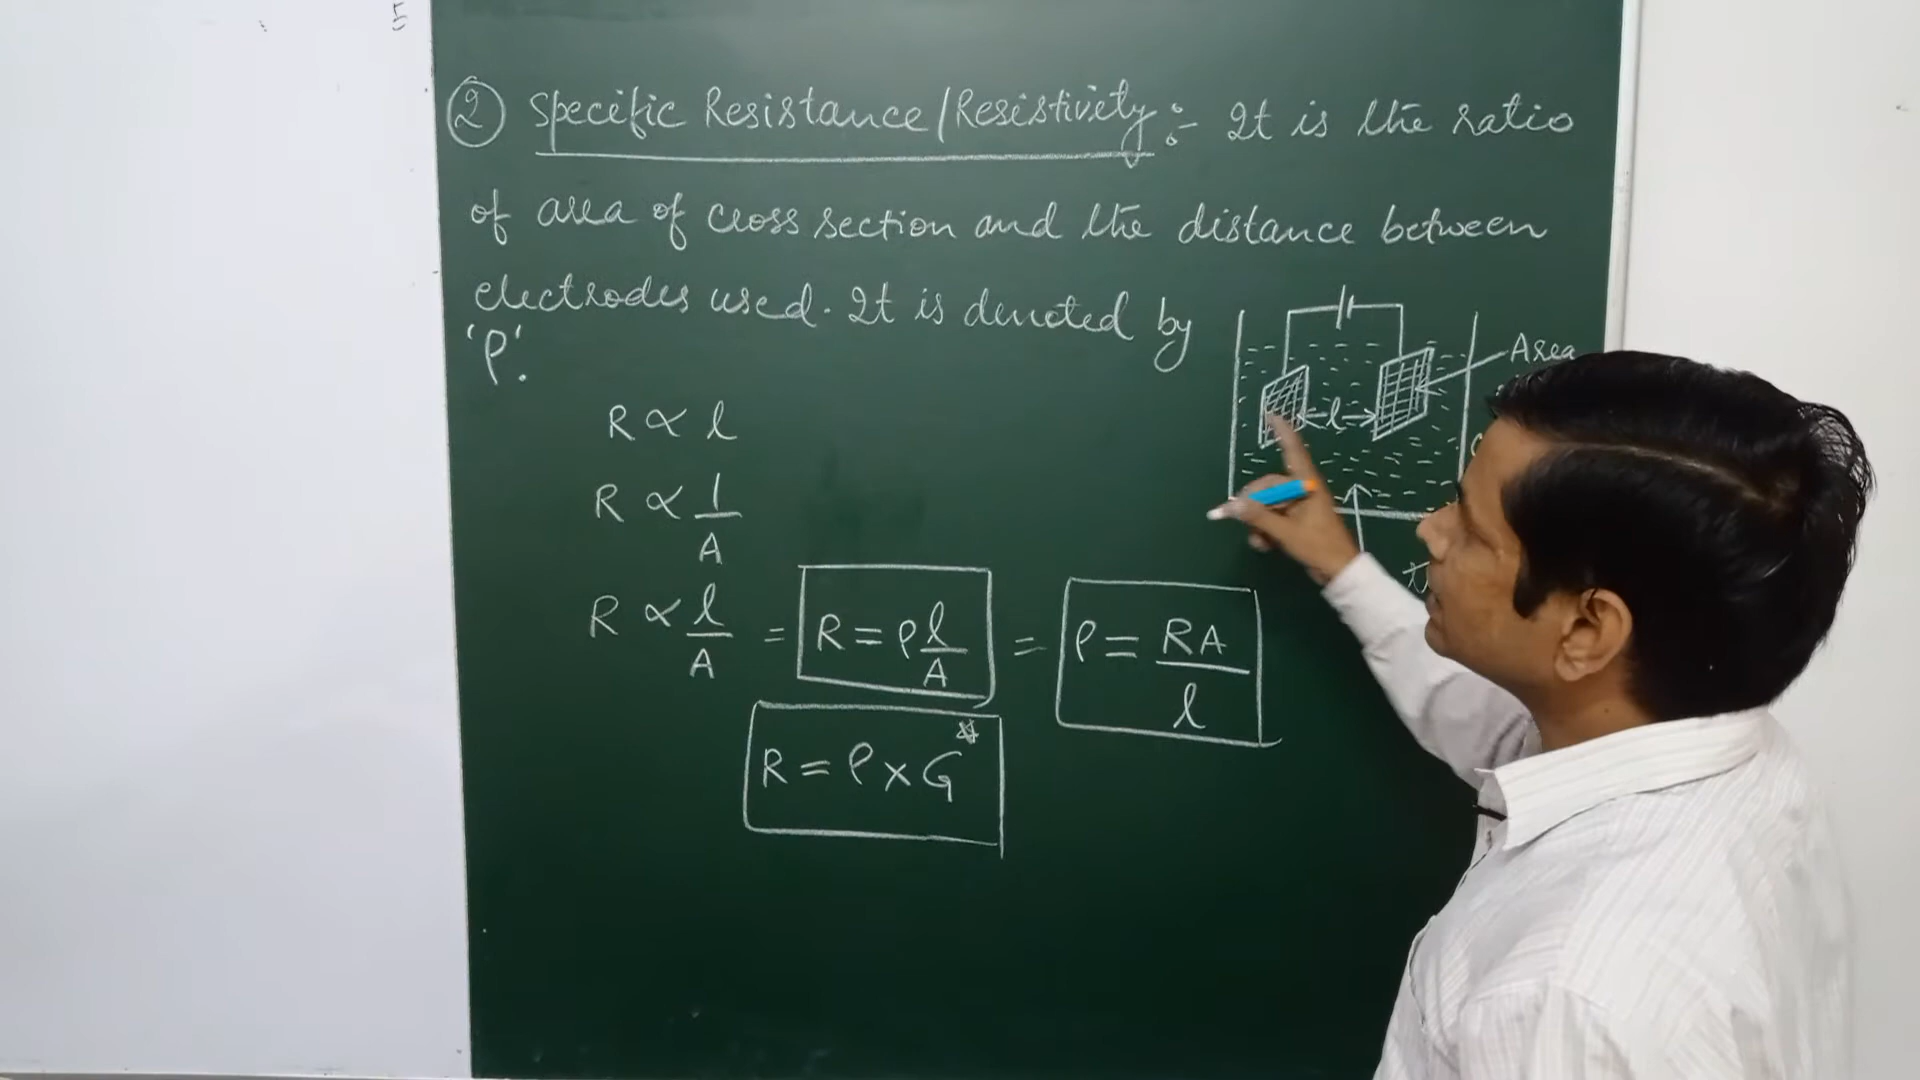 5
② Specific Resistance/Resistivity :- It is the ratio
of area of cross section and the distance between
electrodes used. It is denoted by
'ρ'.
Area
l
R ∝ l
R ∝ 1/A
R ∝ l/A = R = ρ l/A = ρ = RA/l
R = ρ × G*